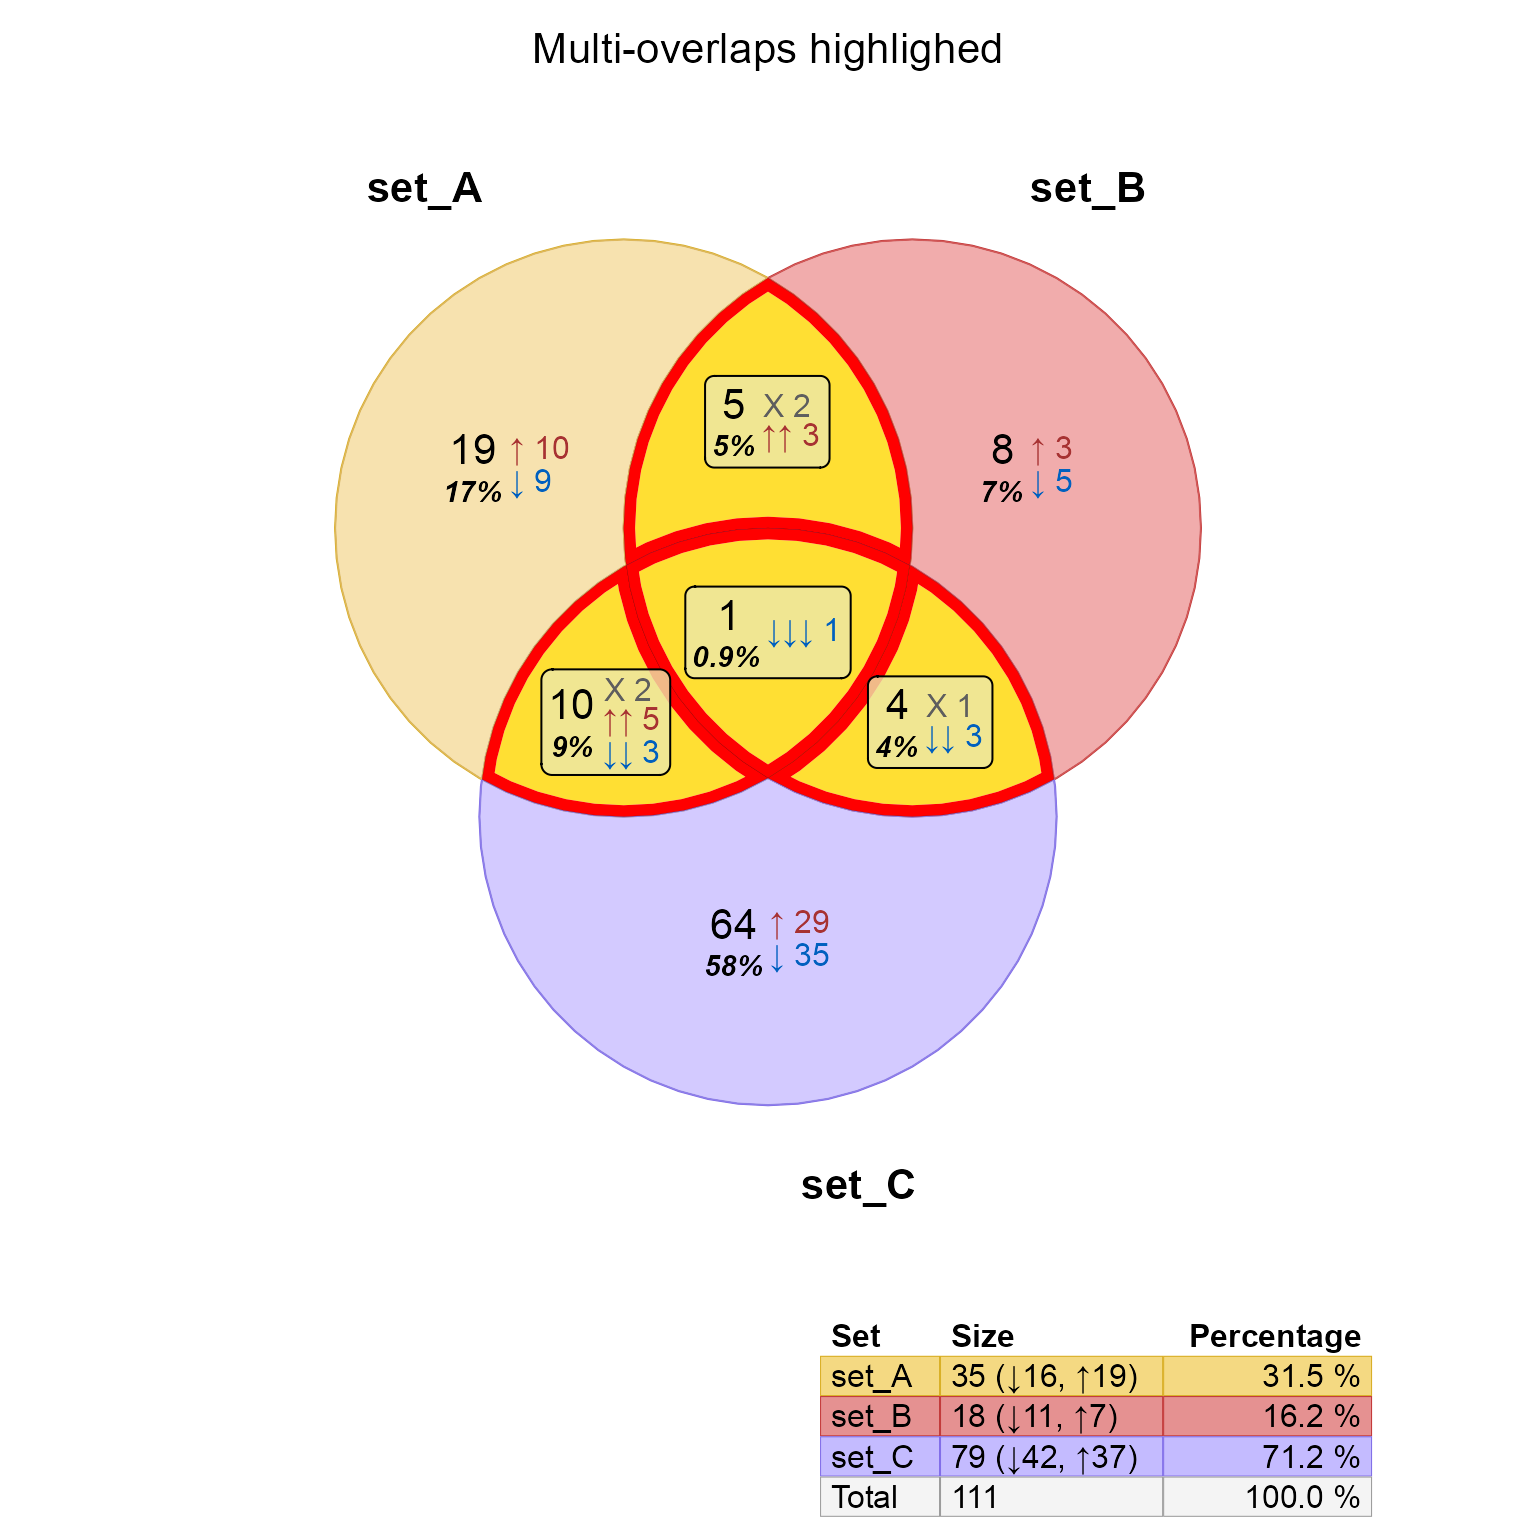 Multi-overlaps highlighed
set_A
set_B
5 X 2
5% ↑↑ 3
19 ↑ 10
17% ↓ 9
8 ↑ 3
7% ↓ 5
1 ↓↓↓ 1
0.9%
10 X 2
↑↑ 5
9% ↓↓ 3
4 X 1
4% ↓↓ 3
64 ↑ 29
58% ↓ 35
set_C
Set Size Percentage
set_A 35 (↓16, ↑19) 31.5 %
set_B 18 (↓11, ↑7) 16.2 %
set_C 79 (↓42, ↑37) 71.2 %
Total 111 100.0 %